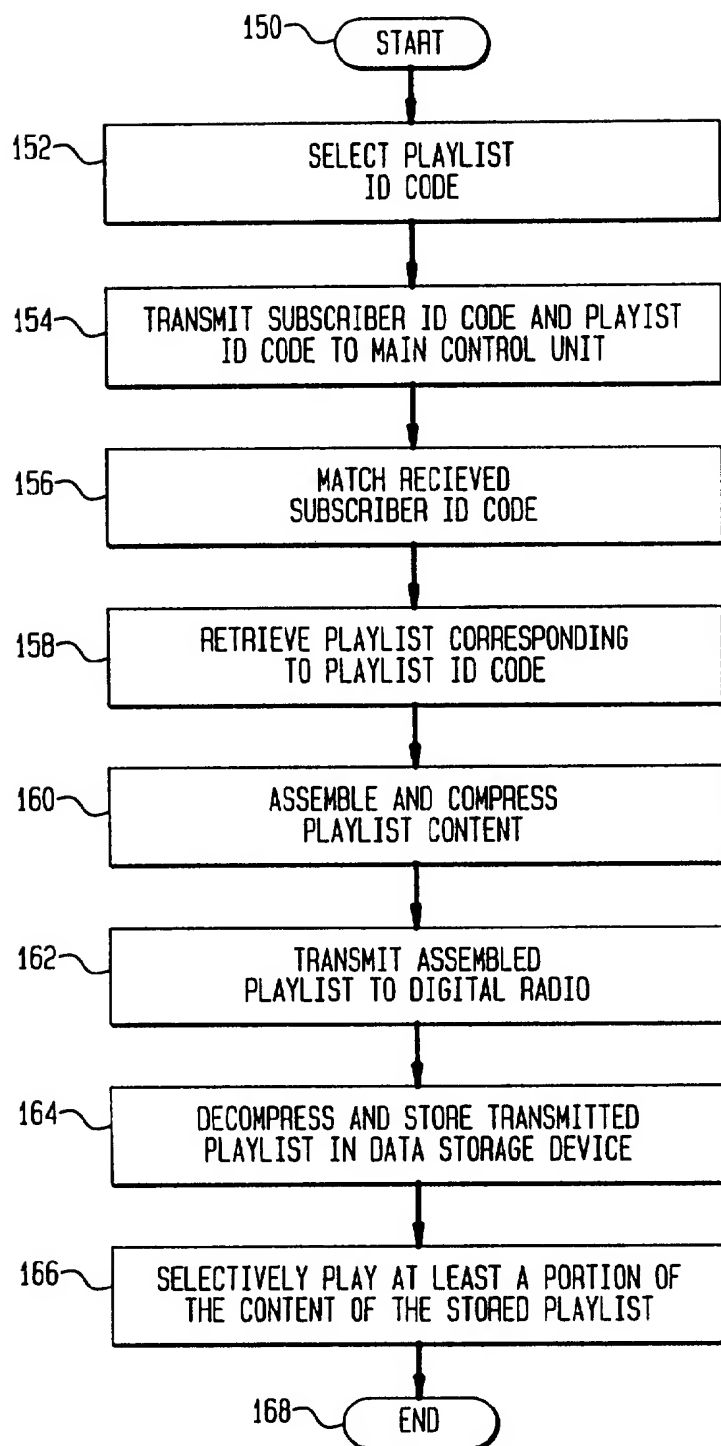 150
START
152
SELECT PLAYLIST
ID CODE
154
TRANSMIT SUBSCRIBER ID CODE AND PLAYIST
ID CODE TO MAIN CONTROL UNIT
156
MATCH RECIEVED
SUBSCRIBER ID CODE
158
RETRIEVE PLAYLIST CORRESPONDING
TO PLAYLIST ID CODE
160
ASSEMBLE AND COMPRESS
PLAYLIST CONTENT
162
TRANSMIT ASSEMBLED
PLAYLIST TO DIGITAL RADIO
164
DECOMPRESS AND STORE TRANSMITTED
PLAYLIST IN DATA STORAGE DEVICE
166
SELECTIVELY PLAY AT LEAST A PORTION OF
THE CONTENT OF THE STORED PLAYLIST
168
END